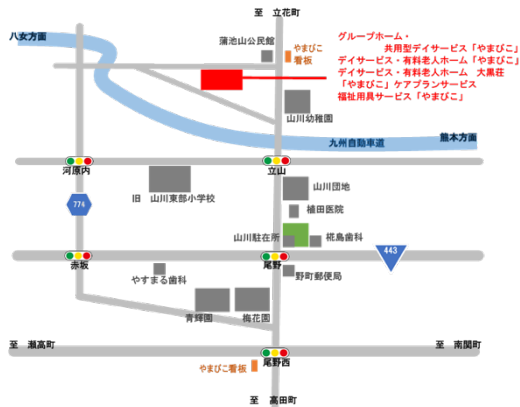 至　立花町
八女方面
蒲池山公民館
やまびこ
看板
グループホーム・
共用型デイサービス「やまびこ」
デイサービス・有料老人ホーム「やまびこ」
デイサービス・有料老人ホーム　大黒荘
「やまびこ」ケアプランサービス
福祉用具サービス「やまびこ」
山川幼稚園
九州自動車道
熊本方面
河原内
立山
774
旧　山川東部小学校
山川団地
植田医院
山川駐在所
椛島歯科
443
赤坂
尾野
やすまる歯科
野町郵便局
青輝園
梅花園
至　瀬高町
至　南関町
尾野西
やまびこ看板
至　高田町